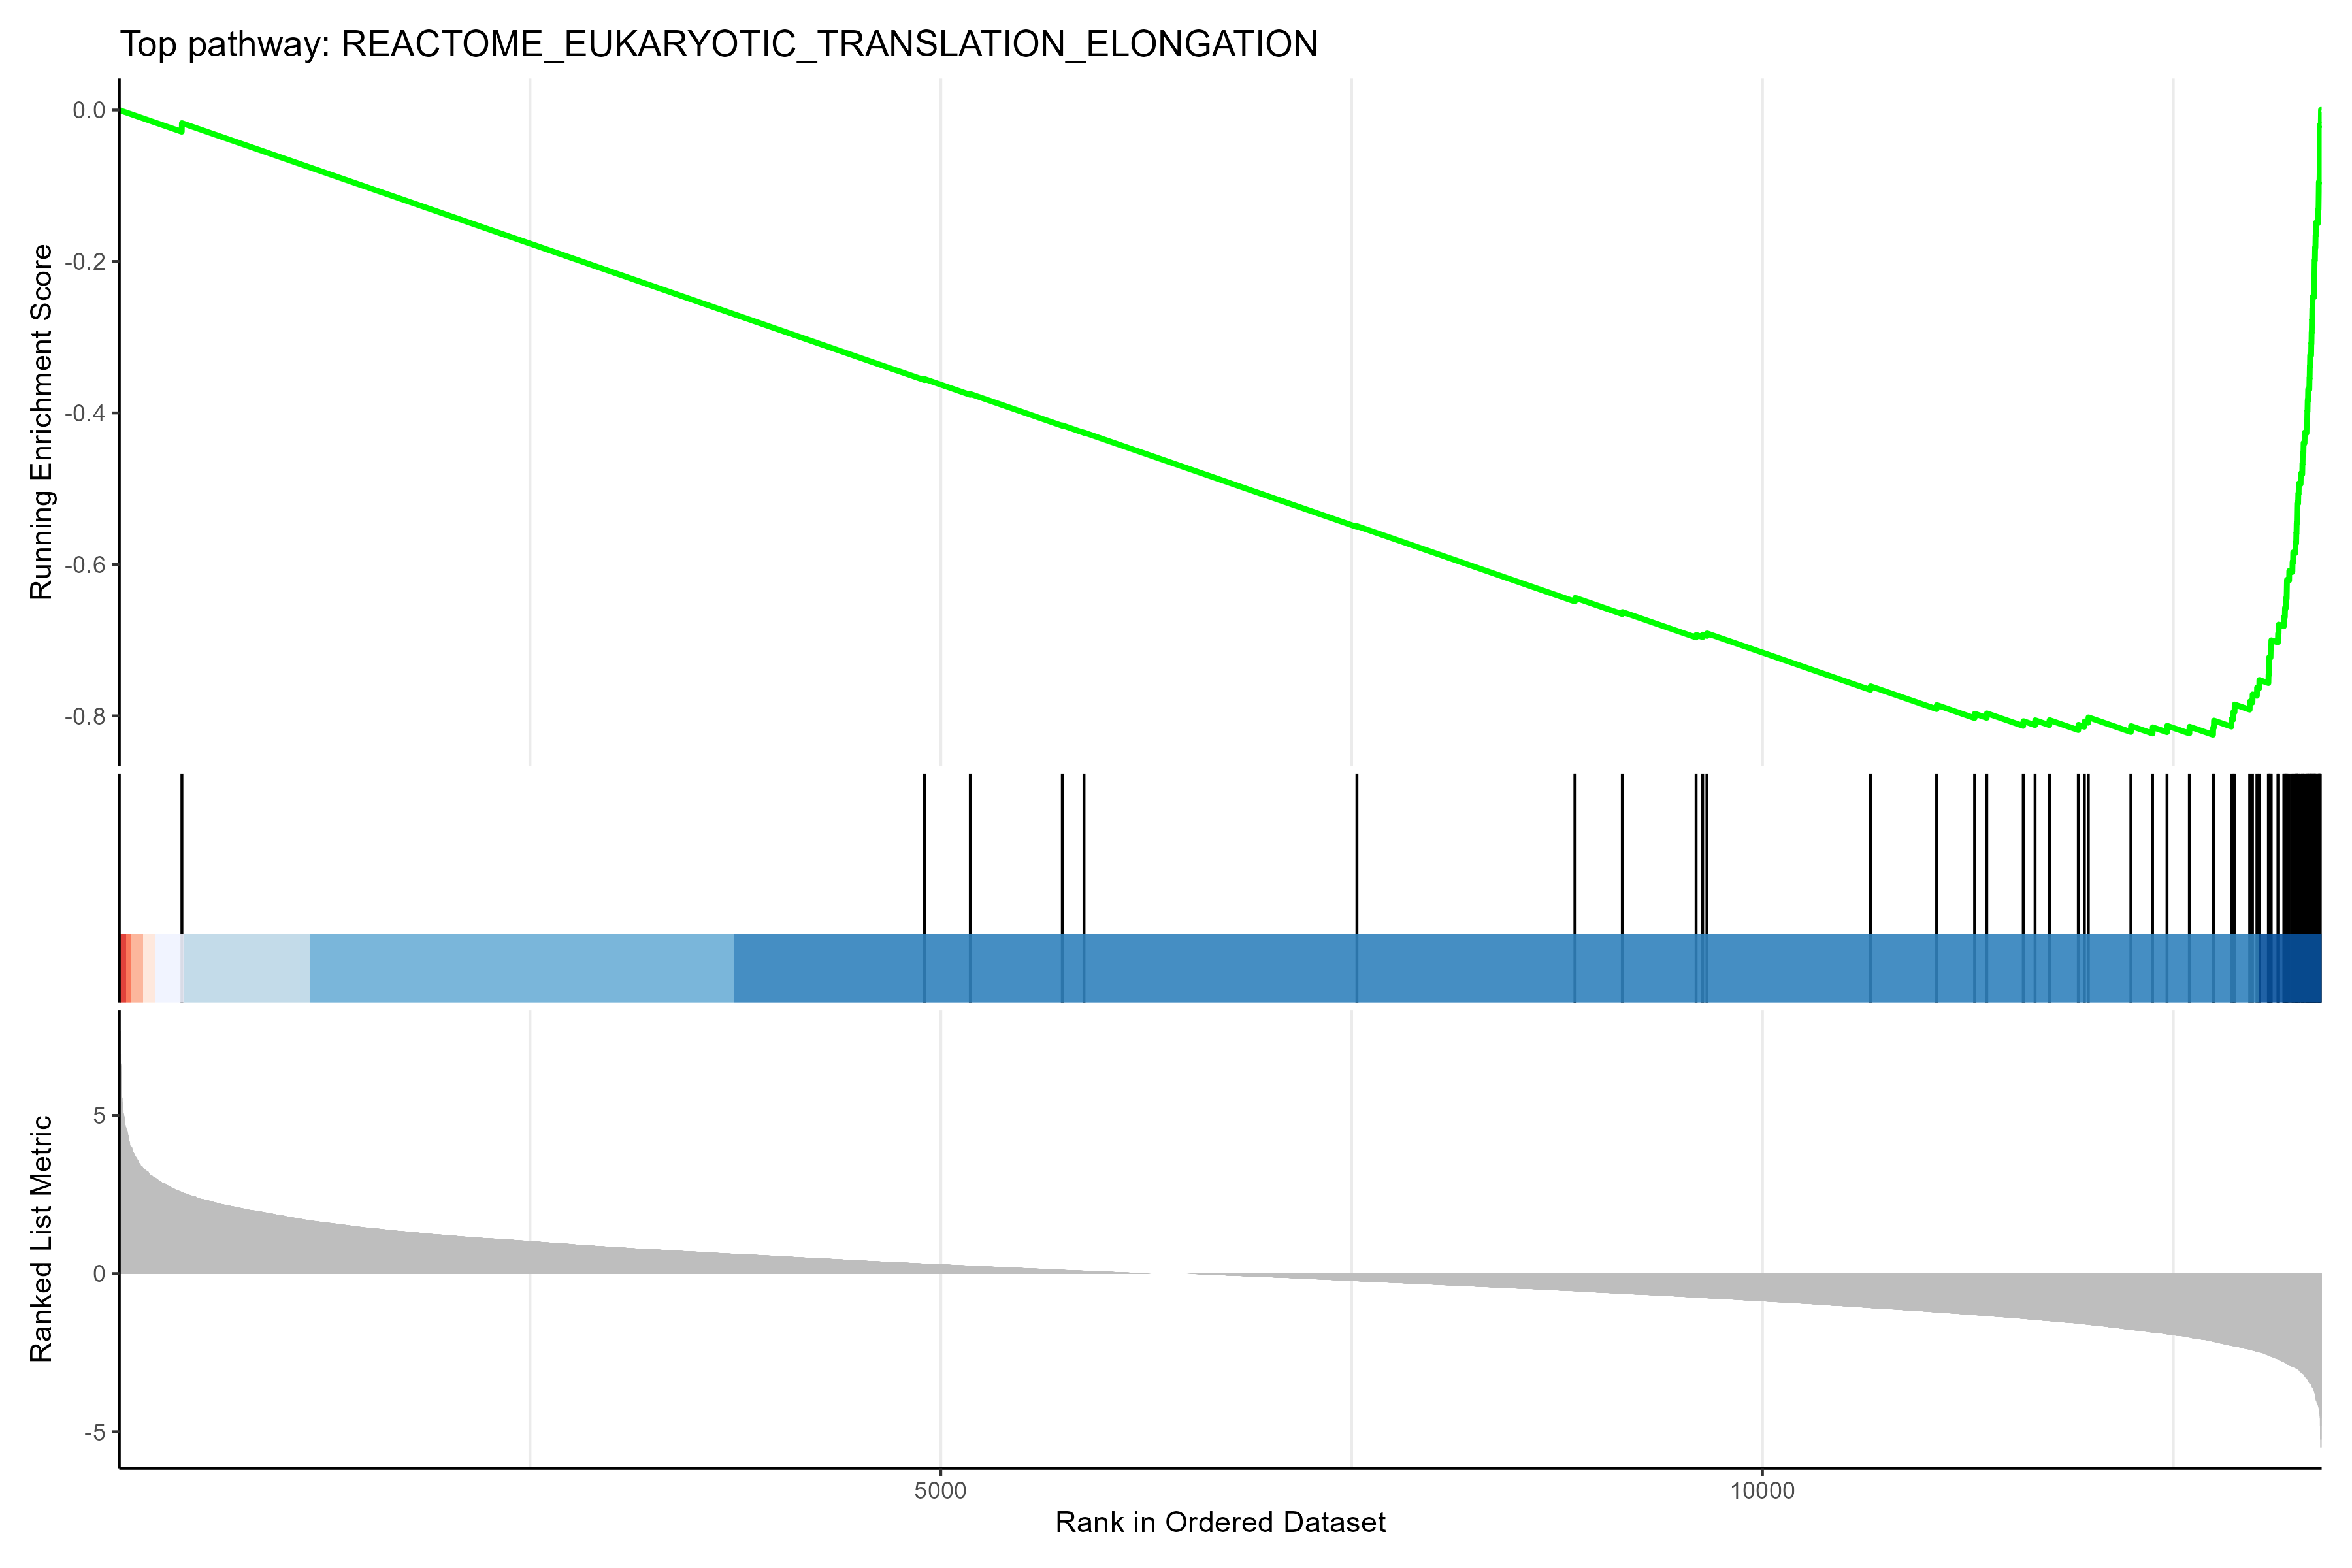 Top pathway: REACTOME_EUKARYOTIC_TRANSLATION_ELONGATION
Running Enrichment Score
0.0
-0.2
-0.4
-0.6
-0.8
Ranked List Metric
5
0
-5
5000
10000
Rank in Ordered Dataset